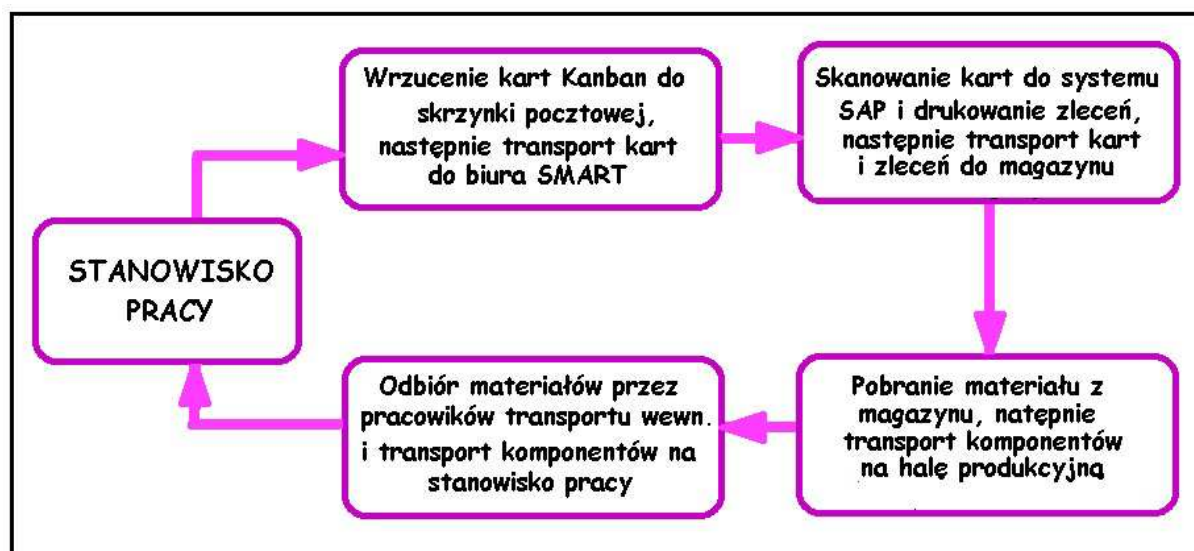 STANOWISKO
PRACY
Wrzucenie kart Kanban do
skrzynki pocztowej,
następnie transport kart
do biura SMART
Skanowanie kart do systemu
SAP i drukowanie zleceń,
następnie transport kart
i zleceń do magazynu
Pobranie materiału z
magazynu, natępnie
transport komponentów
na halę produkcyjną
Odbiór materiałów przez
pracowików transportu wewn.
i transport komponentów na
stanowisko pracy